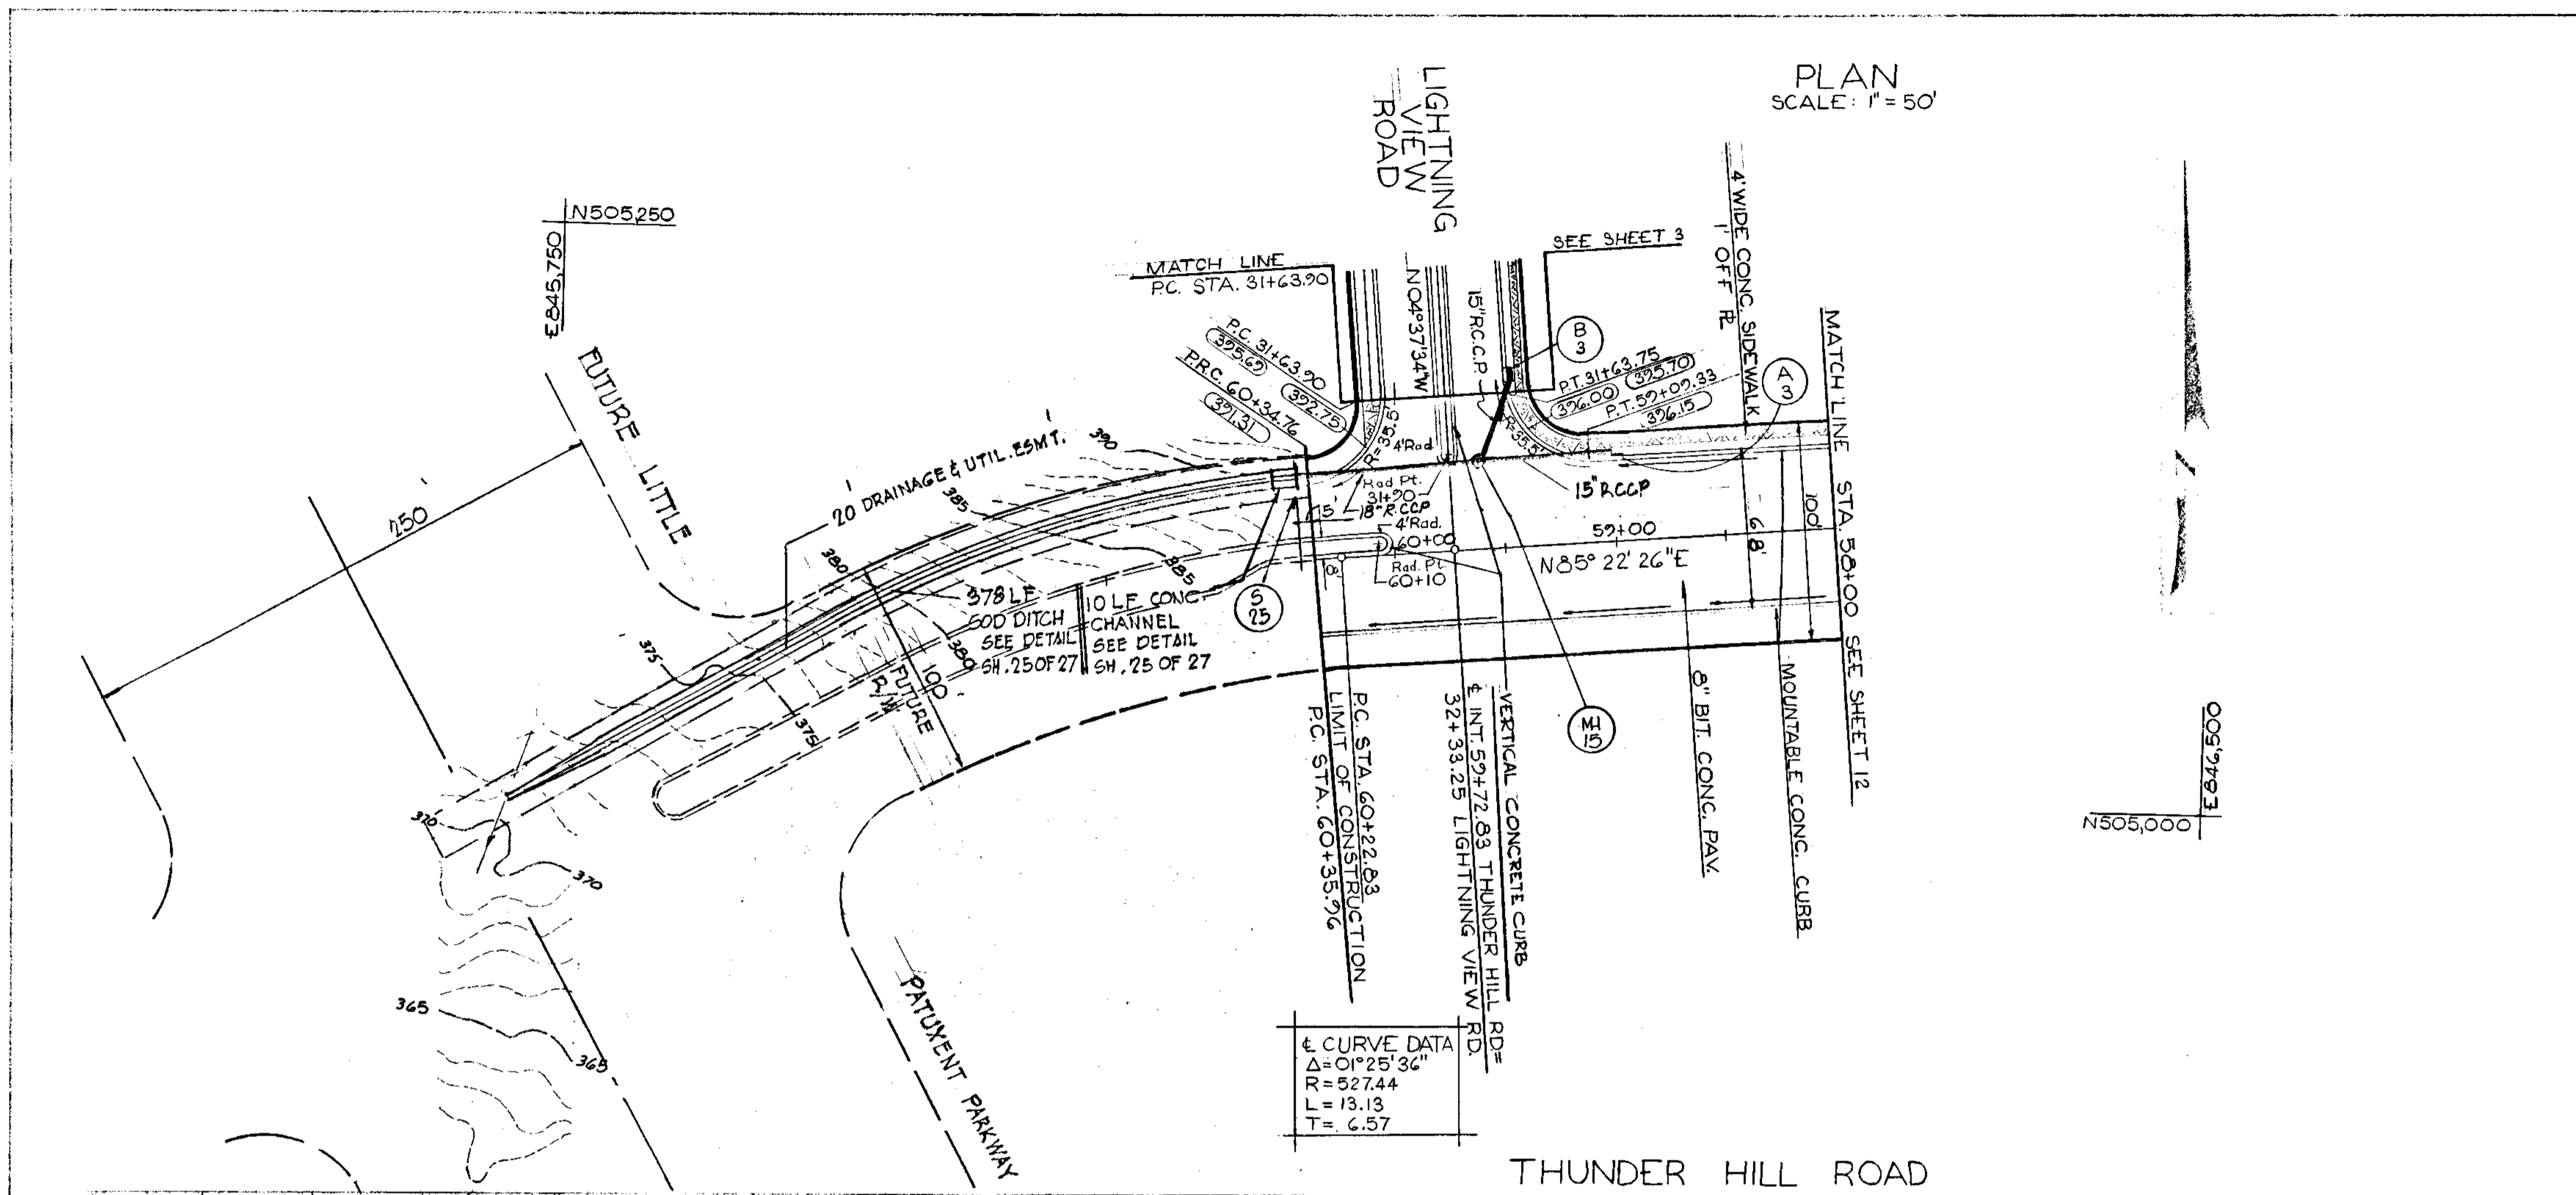 PLAN
SCALE: 1" = 50'
LIGHTNING
VIEW
ROAD
N505,250
E845,750
MATCH LINE
P.C. STA. 31+63.90
SEE SHEET 3
4' WIDE CONC. SIDEWALK
1' OFF
N04°37'34"W
15" R.C.C.P.
B
3
A
3
P.C. 31+63.90
395.69
392.75
P.R.C. 60+34.76
391.31
P.T. 31+63.75
395.70
396.00
P.T. 59+09.33
396.15
R=35.5
4' Rad
R=35.5'
FUTURE LITTLE
PATUXENT PARKWAY
250
20 DRAINAGE & UTIL. ESMT.
390
385
380
385
380
375
375
370
370
365
365
Rad Pt.
31+90
18" R.CCP
15'
4' Rad.
60+00
Rad. Pt.
60+10
8'
15" RCCP
59+00
N85° 22' 26" E
68'
100'
MATCH LINE STA. 58+00 SEE SHEET 12
378 LF
SOD DITCH
SEE DETAIL
SH. 25 OF 27
10 LF CONC.
CHANNEL
SEE DETAIL
SH. 25 OF 27
S
25
100
FUTURE
R/W
MH
15
P.C. STA. 60+22.83
LIMIT OF CONSTRUCTION
P.C. STA. 60+35.96
VERTICAL CONCRETE CURB
℄ INT. 59+72.83 THUNDER HILL RD=
32+33.25 LIGHTNING VIEW RD.
8" BIT. CONC. PAV.
MOUNTABLE CONC. CURB
E846,500
N505,000
℄ CURVE DATA
Δ=01°25'36"
R=527.44
L=13.13
T= 6.57
THUNDER HILL ROAD